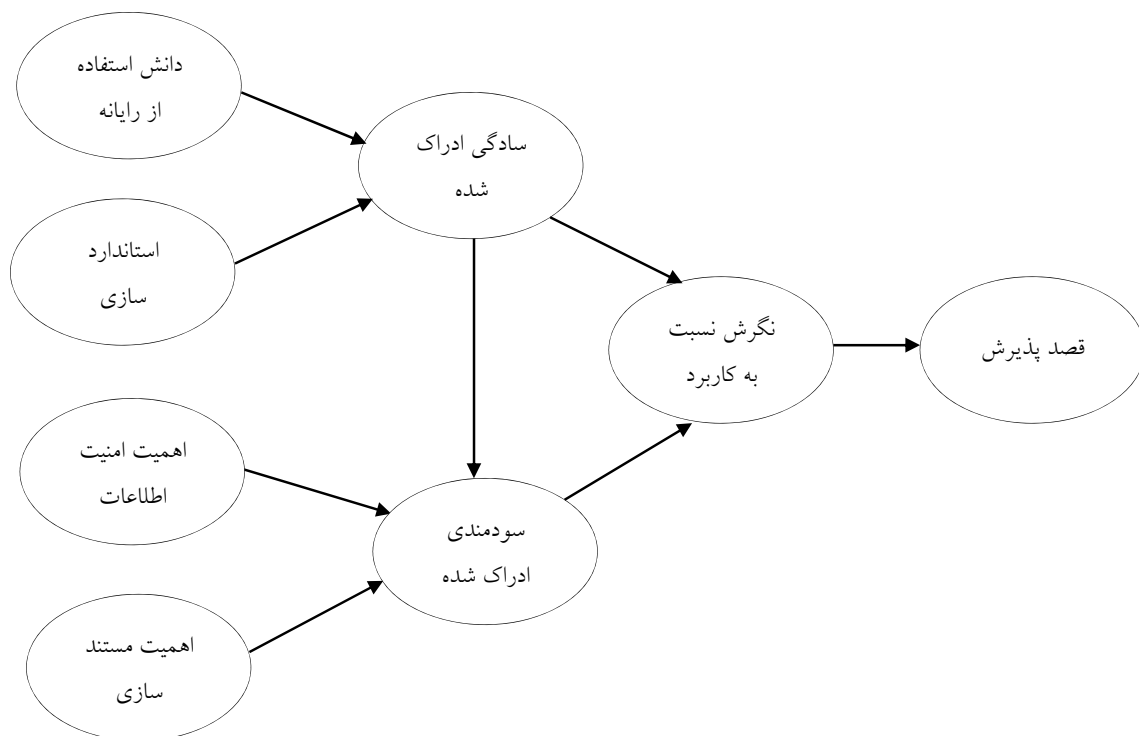 دانش استفاده
از رایانه
سادگی ادراک
شده
استاندارد
سازی
نگرش نسبت
به کاربرد
قصد پذیرش
اهمیت امنیت
اطلاعات
سودمندی
ادراک شده
اهمیت مستند
سازی